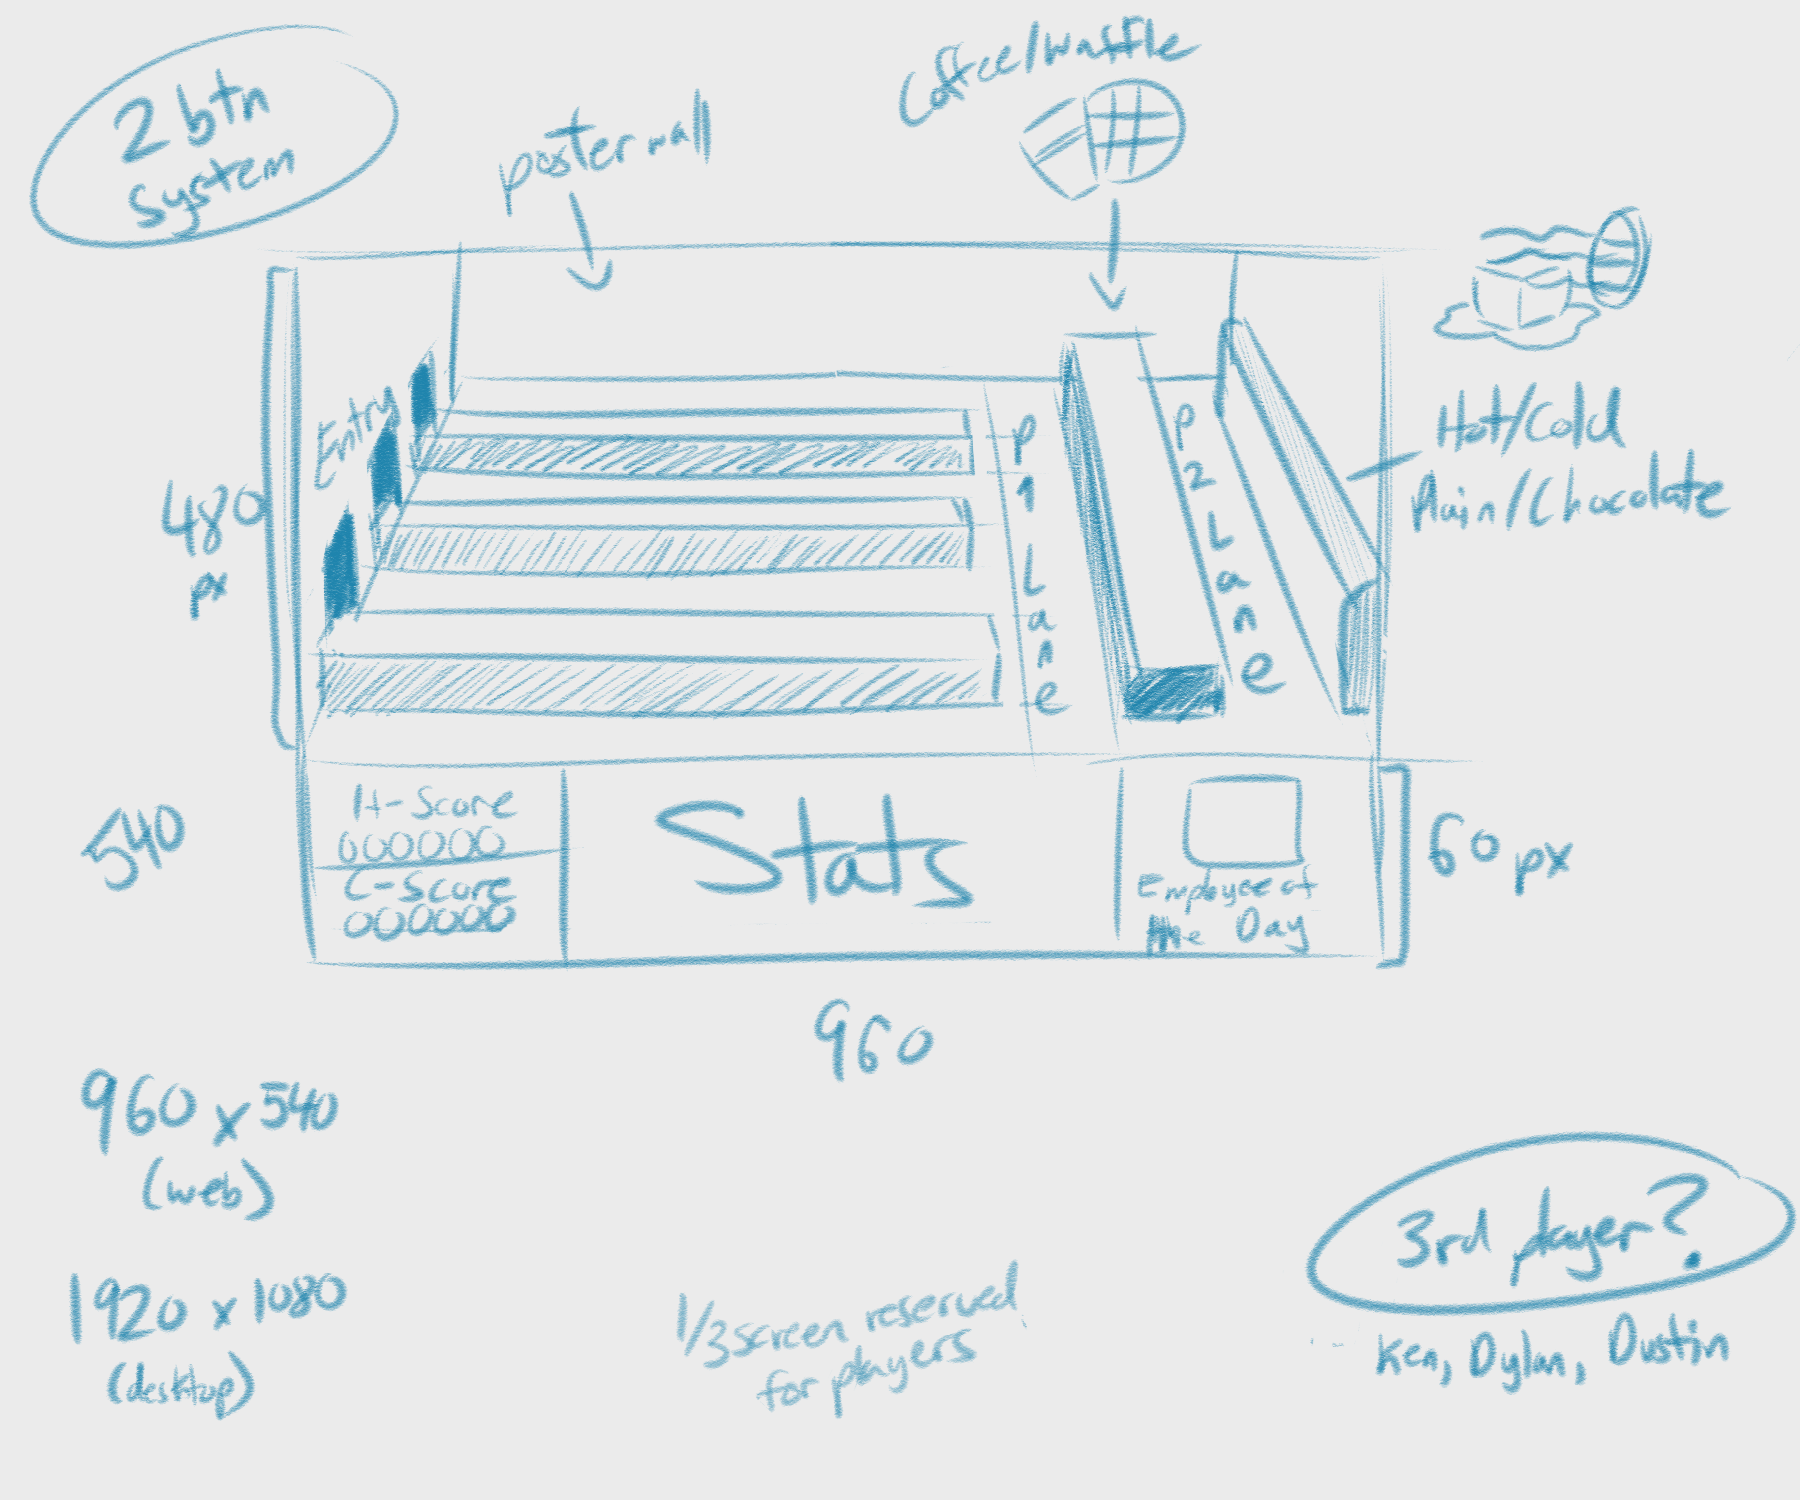 2 btn
system
poster wall
Coffee/Waffle
Entry
P1 Lane
P2 Lane
Hot/Cold
Plain/Chocolate
480
px
H-Score
000000
C-Score
000000
Stats
Employee of
the Day
540
60 px
960
960 x 540
(web)
1920 x 1080
(desktop)
1/3 screen reserved
for players
3rd player?
Ken, Dylan, Dustin